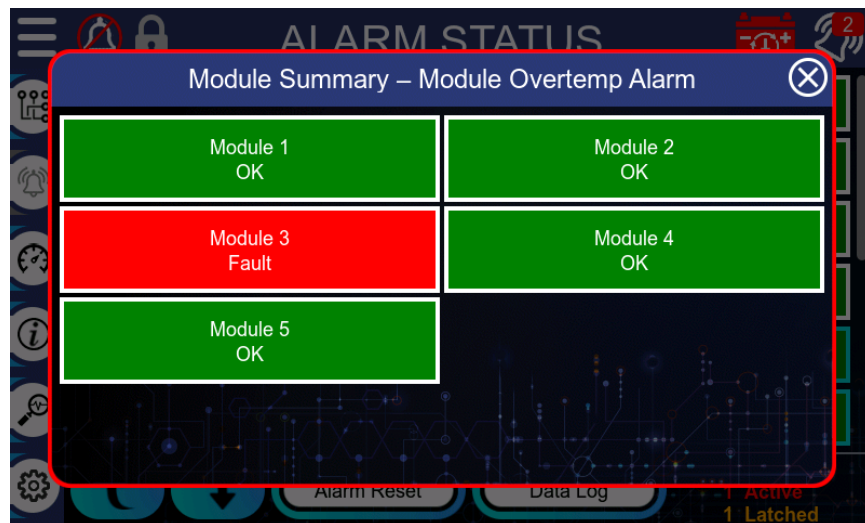 ALARM STATUS
2
Module Summary – Module Overtemp Alarm
Module 1
OK
Module 2
OK
Module 3
Fault
Module 4
OK
Module 5
OK
Alarm Reset
Data Log
1 Active
1 Latched